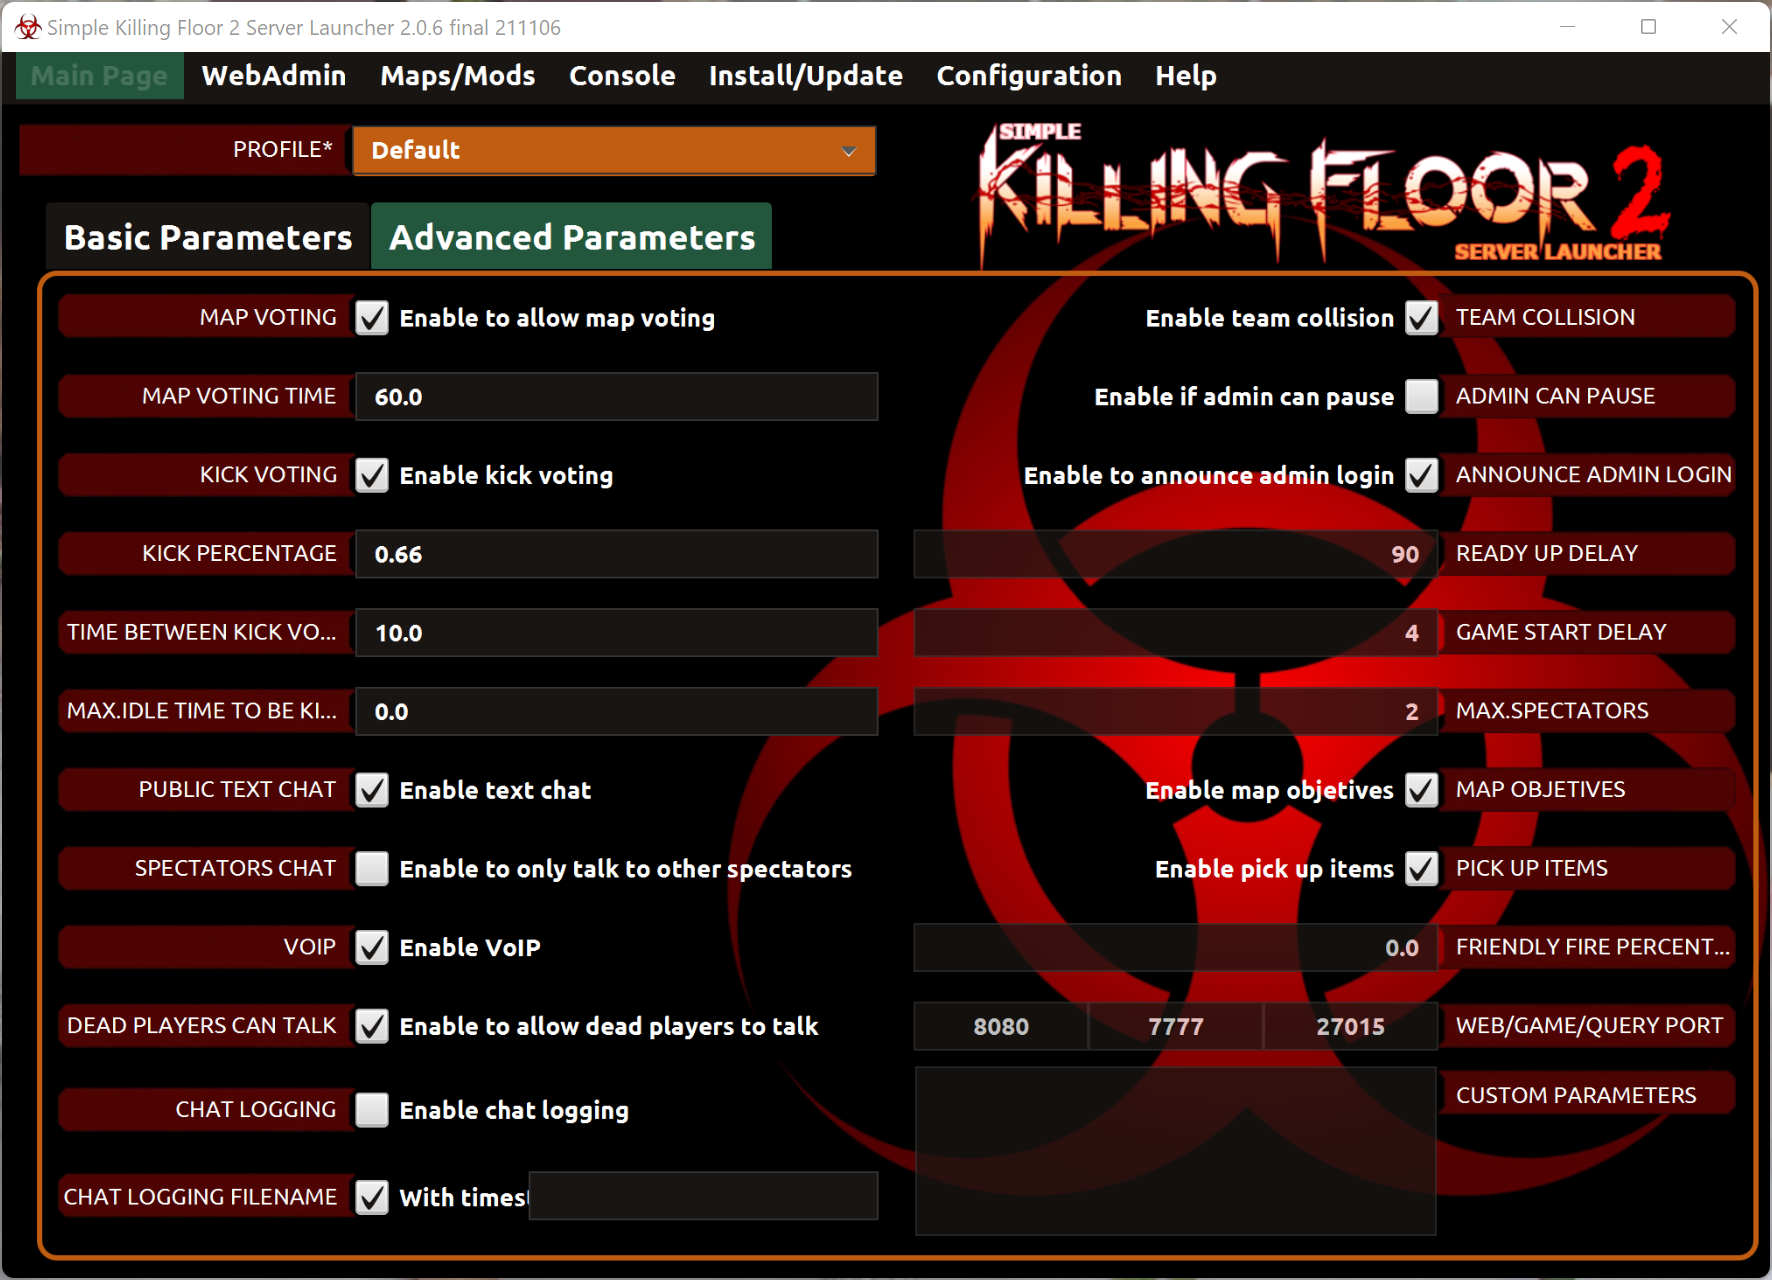 Simple Killing Floor 2 Server Launcher 2.0.6 final 211106
Main Page WebAdmin Maps/Mods Console Install/Update Configuration Help
PROFILE* Default
SIMPLE
KILLING FLOOR 2
SERVER LAUNCHER
Basic Parameters Advanced Parameters
MAP VOTING Enable to allow map voting
Enable team collision TEAM COLLISION
MAP VOTING TIME 60.0
Enable if admin can pause ADMIN CAN PAUSE
KICK VOTING Enable kick voting
Enable to announce admin login ANNOUNCE ADMIN LOGIN
KICK PERCENTAGE 0.66
90 READY UP DELAY
TIME BETWEEN KICK VO... 10.0
4 GAME START DELAY
MAX.IDLE TIME TO BE KI... 0.0
2 MAX.SPECTATORS
PUBLIC TEXT CHAT Enable text chat
Enable map objetives MAP OBJETIVES
SPECTATORS CHAT Enable to only talk to other spectators
Enable pick up items PICK UP ITEMS
VOIP Enable VoIP
0.0 FRIENDLY FIRE PERCENT...
DEAD PLAYERS CAN TALK Enable to allow dead players to talk
8080 7777 27015 WEB/GAME/QUERY PORT
CHAT LOGGING Enable chat logging
CUSTOM PARAMETERS
CHAT LOGGING FILENAME With timest